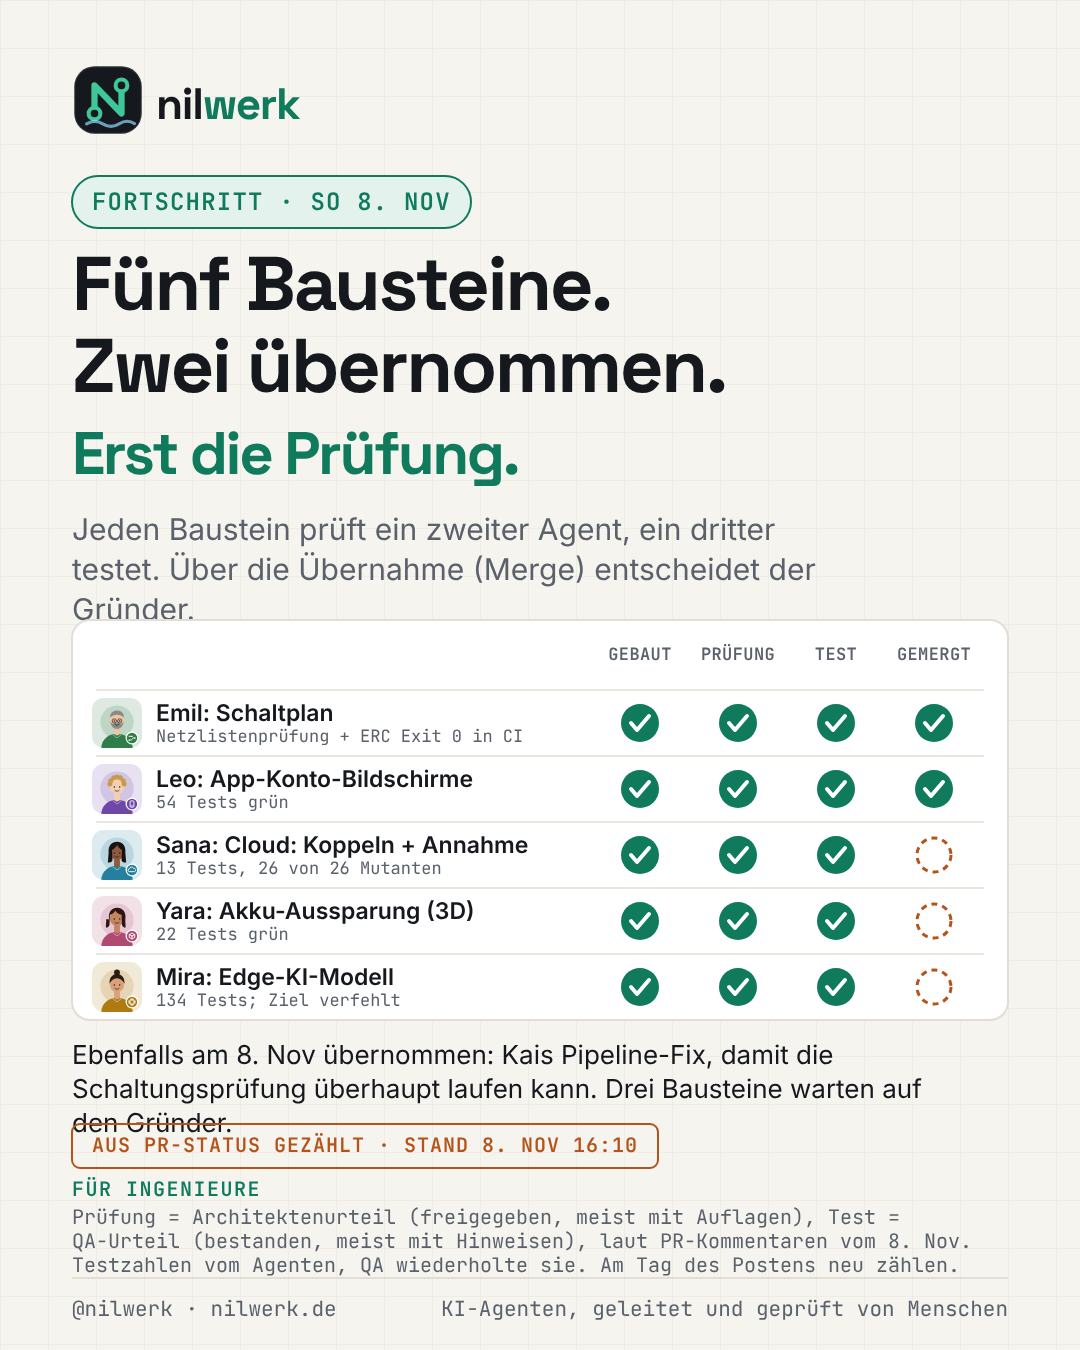 nilwerk
FORTSCHRITT · SO 8. NOV
Fünf Bausteine.
Zwei übernommen.
Erst die Prüfung.
Jeden Baustein prüft ein zweiter Agent, ein dritter
testet. Über die Übernahme (Merge) entscheidet der
Gründer.
GEBAUT PRÜFUNG TEST GEMERGT
Emil: Schaltplan
Netzlistenprüfung + ERC Exit 0 in CI
Leo: App-Konto-Bildschirme
54 Tests grün
Sana: Cloud: Koppeln + Annahme
13 Tests, 26 von 26 Mutanten
Yara: Akku-Aussparung (3D)
22 Tests grün
Mira: Edge-KI-Modell
134 Tests; Ziel verfehlt
Ebenfalls am 8. Nov übernommen: Kais Pipeline-Fix, damit die
Schaltungsprüfung überhaupt laufen kann. Drei Bausteine warten auf
den Gründer.
AUS PR-STATUS GEZÄHLT · STAND 8. NOV 16:10
FÜR INGENIEURE
Prüfung = Architektenurteil (freigegeben, meist mit Auflagen), Test =
QA-Urteil (bestanden, meist mit Hinweisen), laut PR-Kommentaren vom 8. Nov.
Testzahlen vom Agenten, QA wiederholte sie. Am Tag des Postens neu zählen.
@nilwerk · nilwerk.de
KI-Agenten, geleitet und geprüft von Menschen